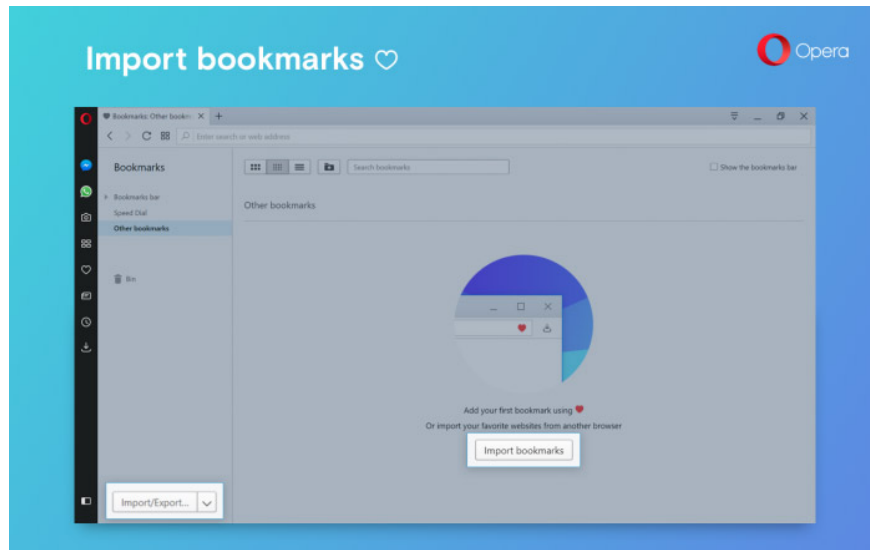 Import bookmarks
Opera
Bookmarks: Other bookm
Enter search or web address
Bookmarks
Search bookmarks
Show the bookmarks bar
Bookmarks bar
Speed Dial
Other bookmarks
Other bookmarks
Bin
Add your first bookmark using
Or import your favorite websites from another browser
Import bookmarks
Import/Export...